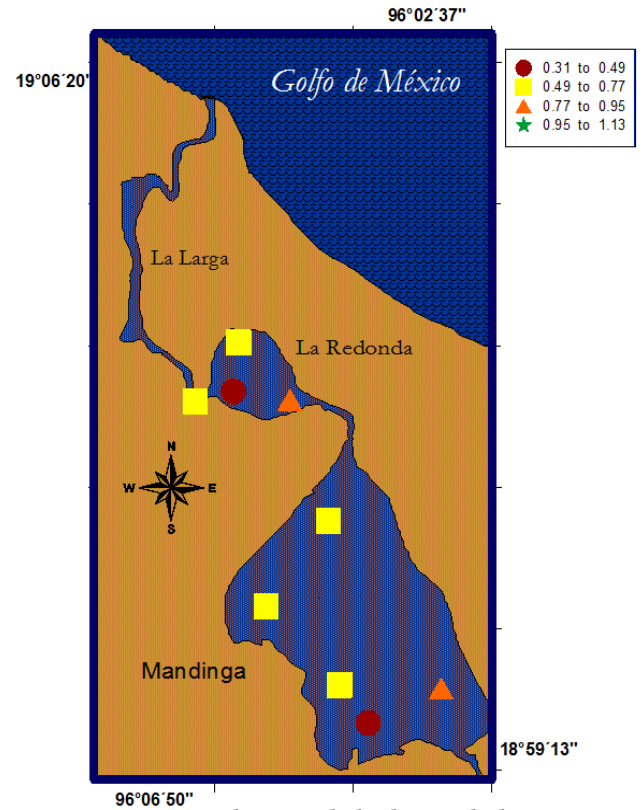 96°02´37"
19°06´20"
Golfo de México
0.31 to 0.49
0.49 to 0.77
0.77 to 0.95
0.95 to 1.13
La Larga
La Redonda
N
W E
S
Mandinga
18°59´13"
96°06´50"